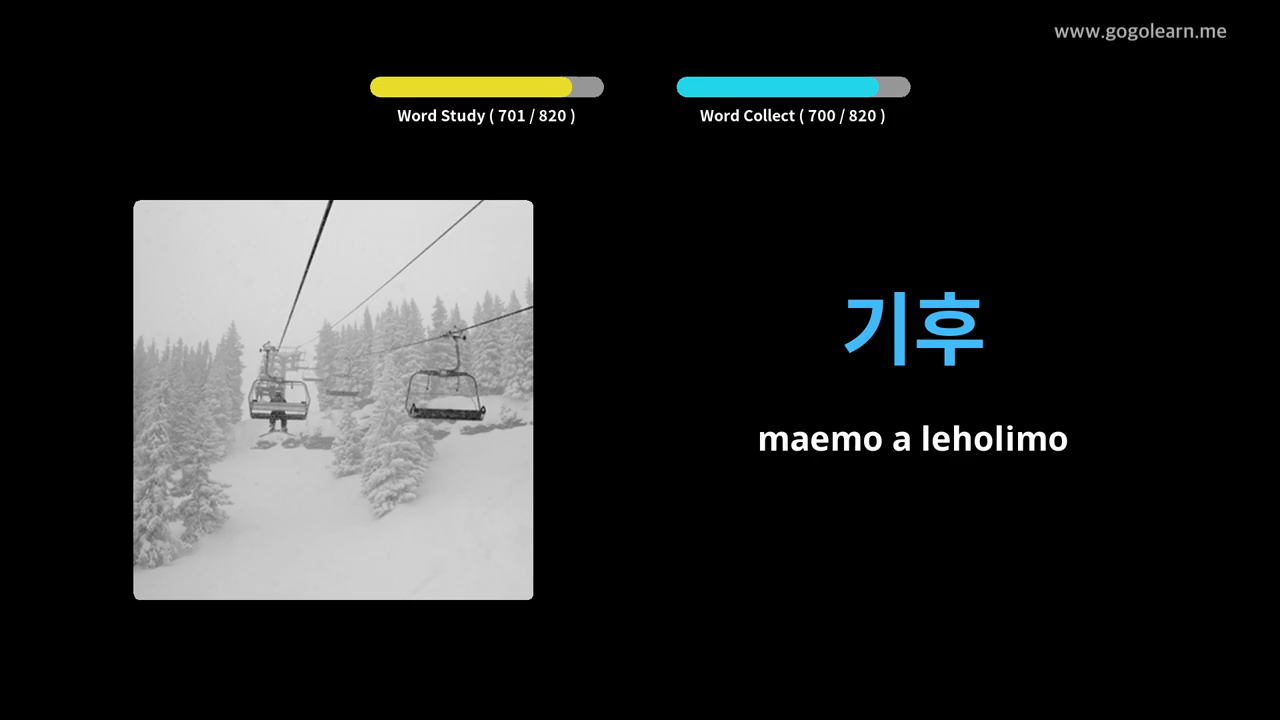 www.gogolearn.me
Word Study ( 701 / 820 )
Word Collect ( 700 / 820 )
기후
maemo a leholimo